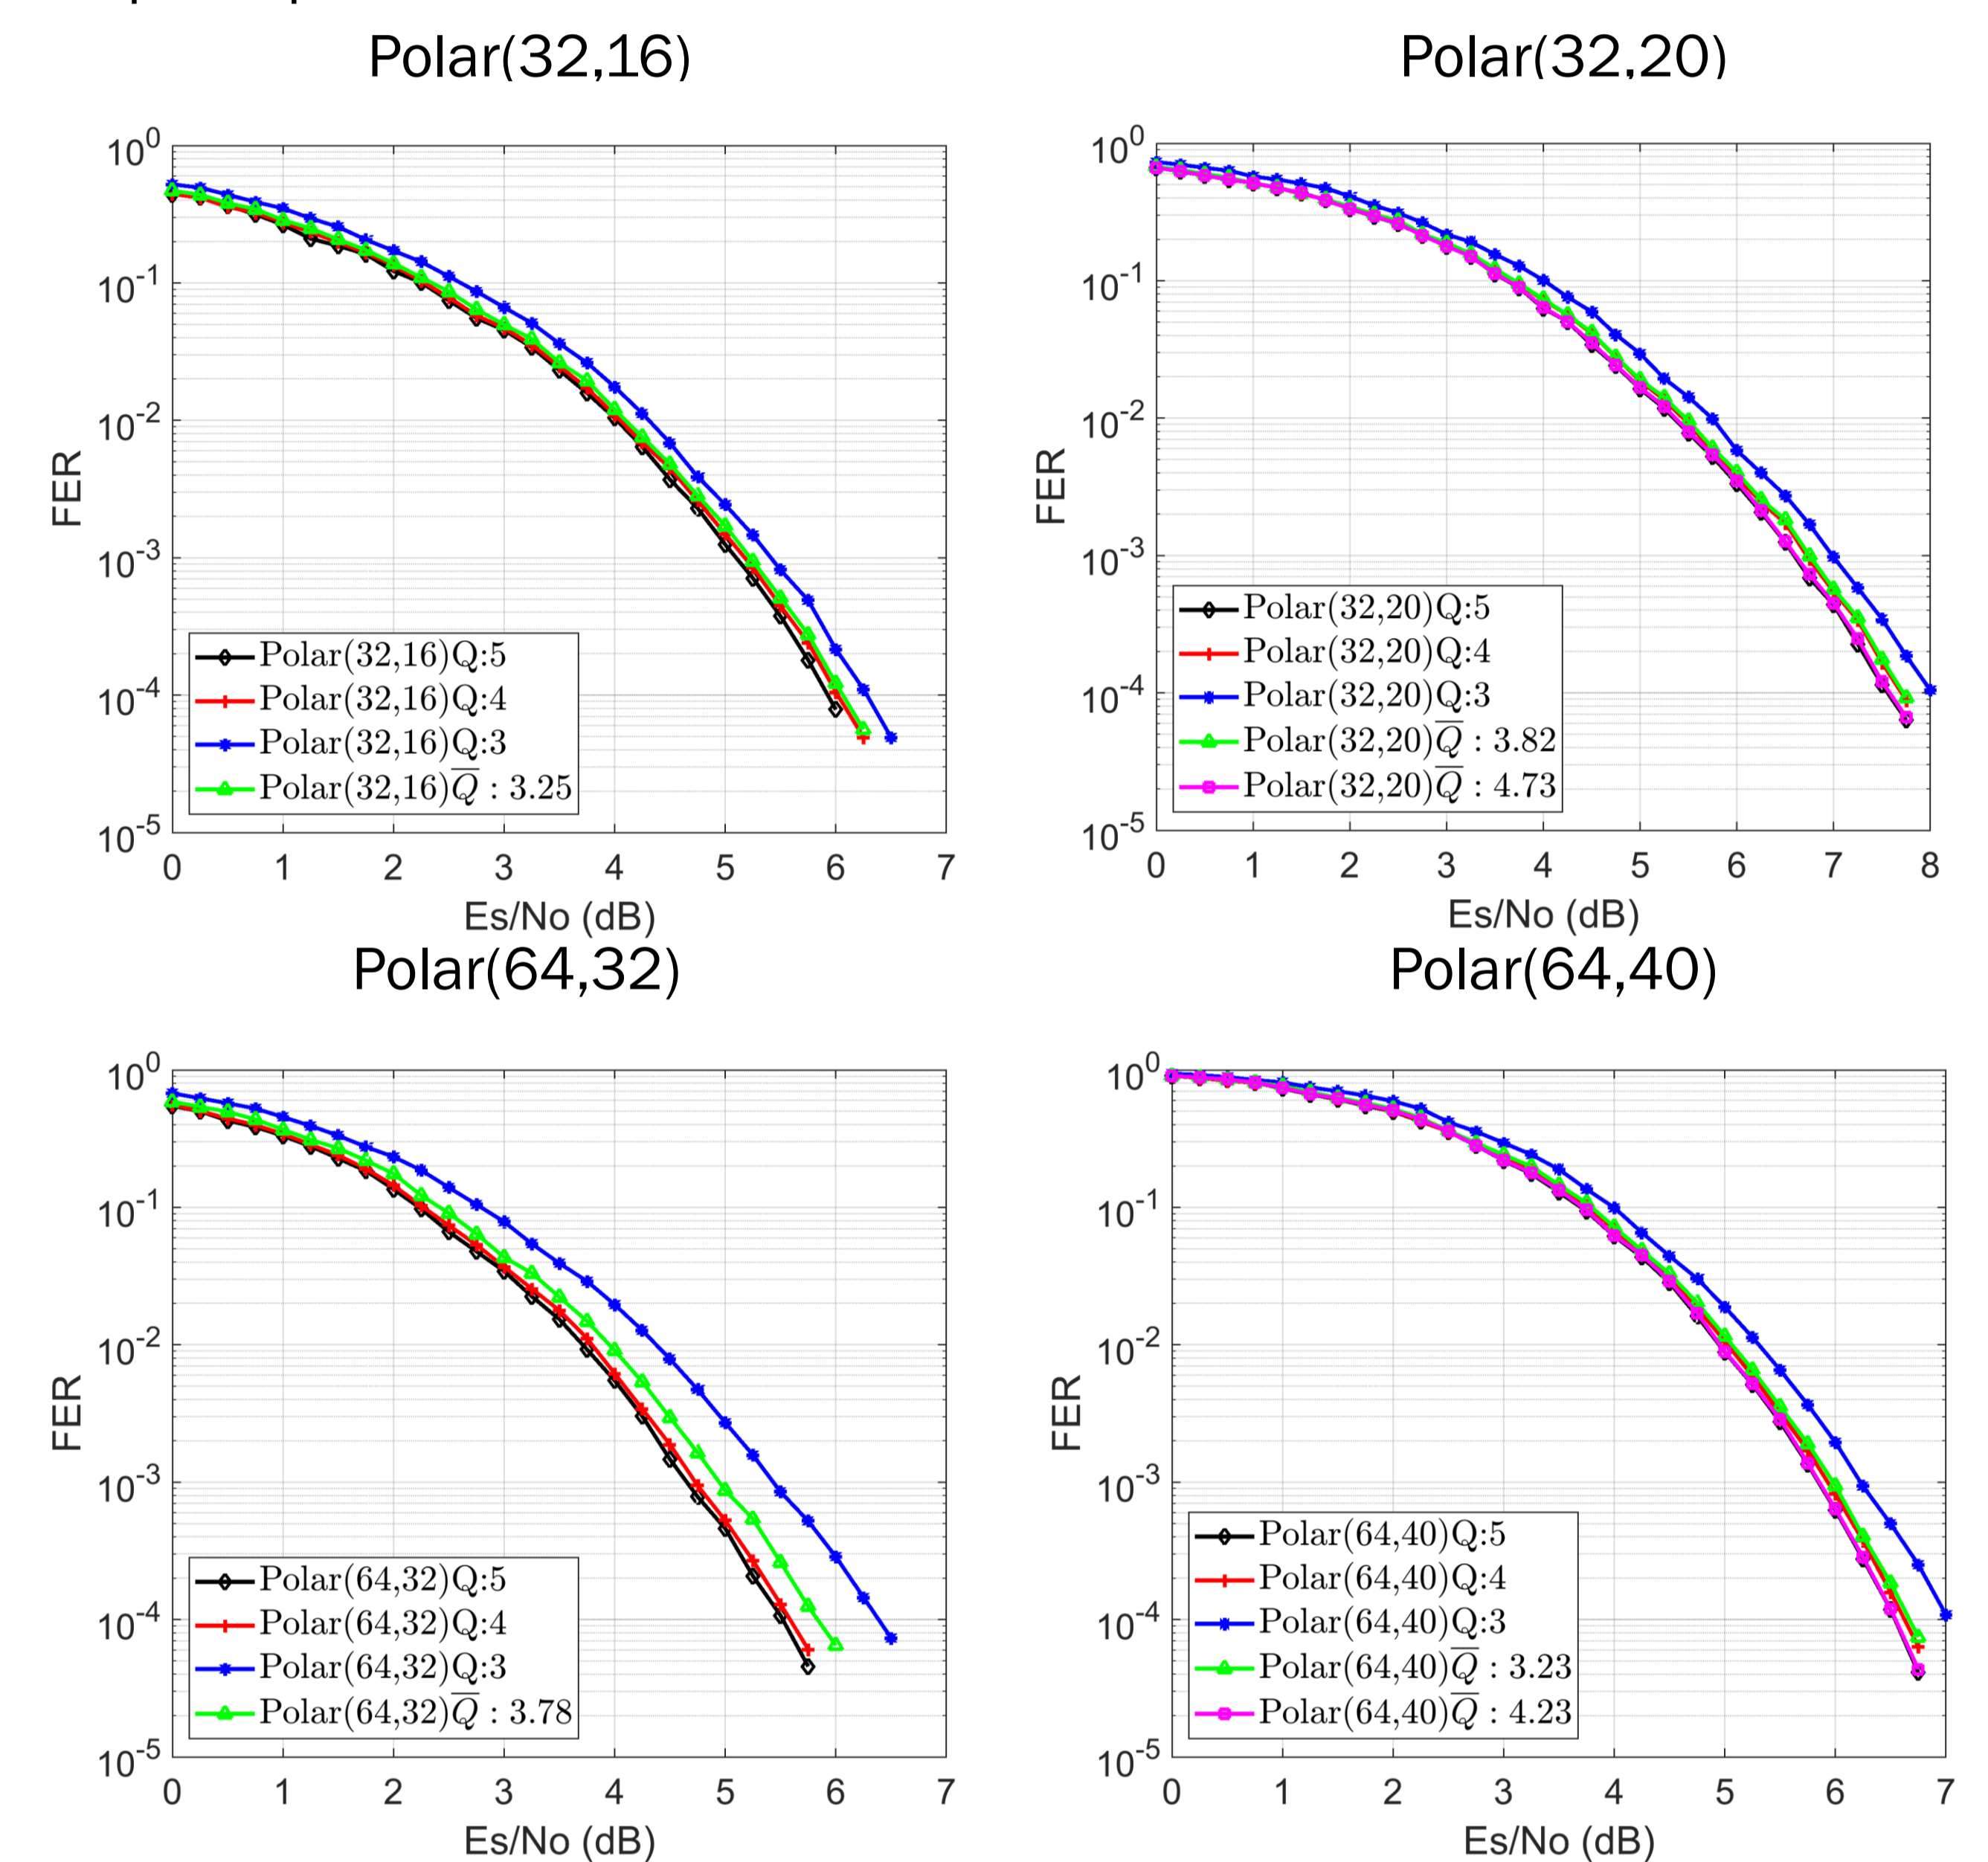 Polar(32,16)
10^0
10^-1
10^-2
10^-3
10^-4
10^-5
FER
Polar(32,16)Q:5
Polar(32,16)Q:4
Polar(32,16)Q:3
Polar(32,16)Q̅ : 3.25
0 1 2 3 4 5 6 7
Es/No (dB)
Polar(32,20)
10^0
10^-1
10^-2
10^-3
10^-4
10^-5
FER
Polar(32,20)Q:5
Polar(32,20)Q:4
Polar(32,20)Q:3
Polar(32,20)Q̅ : 3.82
Polar(32,20)Q̅ : 4.73
0 1 2 3 4 5 6 7 8
Es/No (dB)
Polar(64,32)
10^0
10^-1
10^-2
10^-3
10^-4
10^-5
FER
Polar(64,32)Q:5
Polar(64,32)Q:4
Polar(64,32)Q:3
Polar(64,32)Q̅ : 3.78
0 1 2 3 4 5 6 7
Es/No (dB)
Polar(64,40)
10^0
10^-1
10^-2
10^-3
10^-4
10^-5
FER
Polar(64,40)Q:5
Polar(64,40)Q:4
Polar(64,40)Q:3
Polar(64,40)Q̅ : 3.23
Polar(64,40)Q̅ : 4.23
0 1 2 3 4 5 6 7
Es/No (dB)